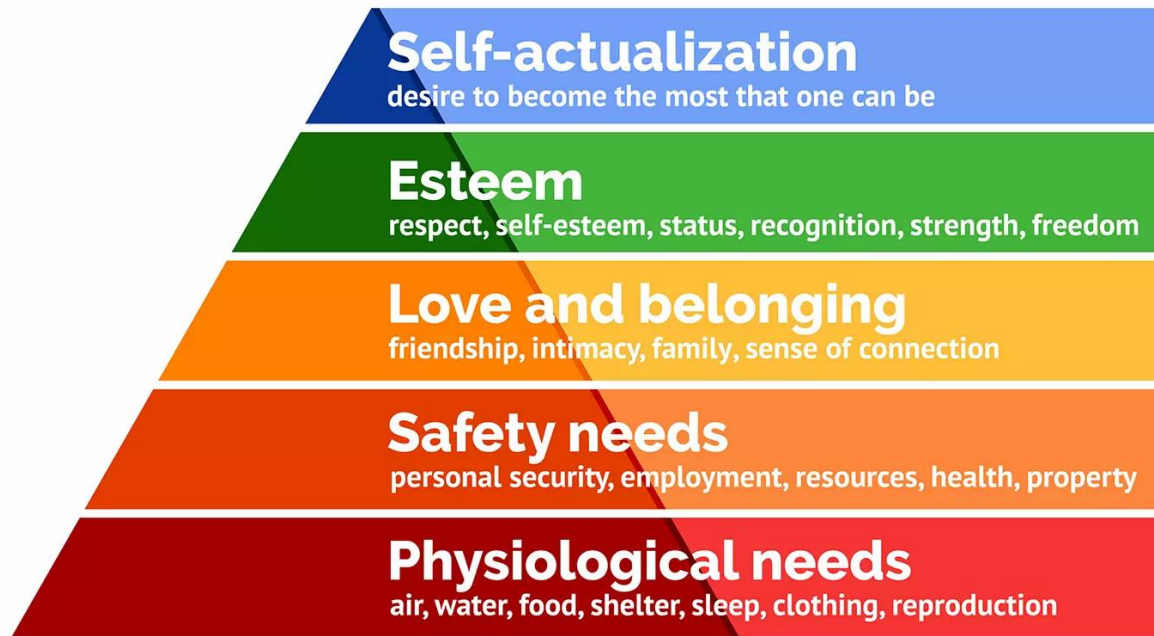 Self-actualization
desire to become the most that one can be
Esteem
respect, self-esteem, status, recognition, strength, freedom
Love and belonging
friendship, intimacy, family, sense of connection
Safety needs
personal security, employment, resources, health, property
Physiological needs
air, water, food, shelter, sleep, clothing, reproduction